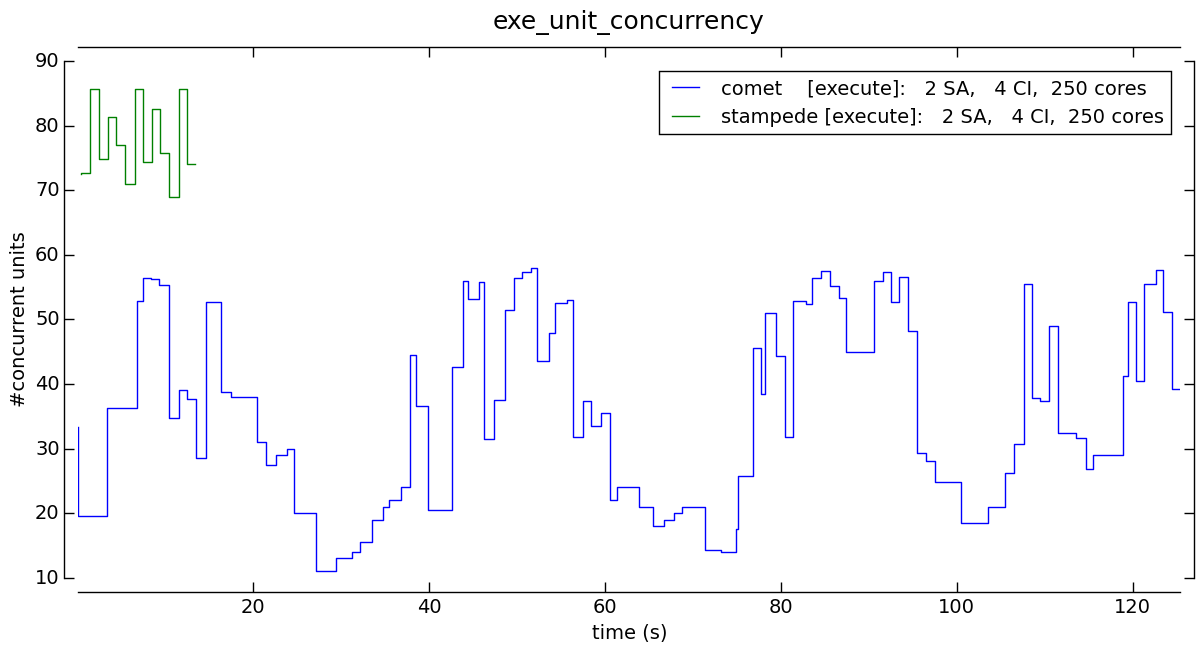 exe_unit_concurrency
90
80
70
60
50
40
30
20
10
#concurrent units
comet    [execute]:   2 SA,   4 CI,  250 cores
stampede [execute]:   2 SA,   4 CI,  250 cores
20 40 60 80 100 120
time (s)